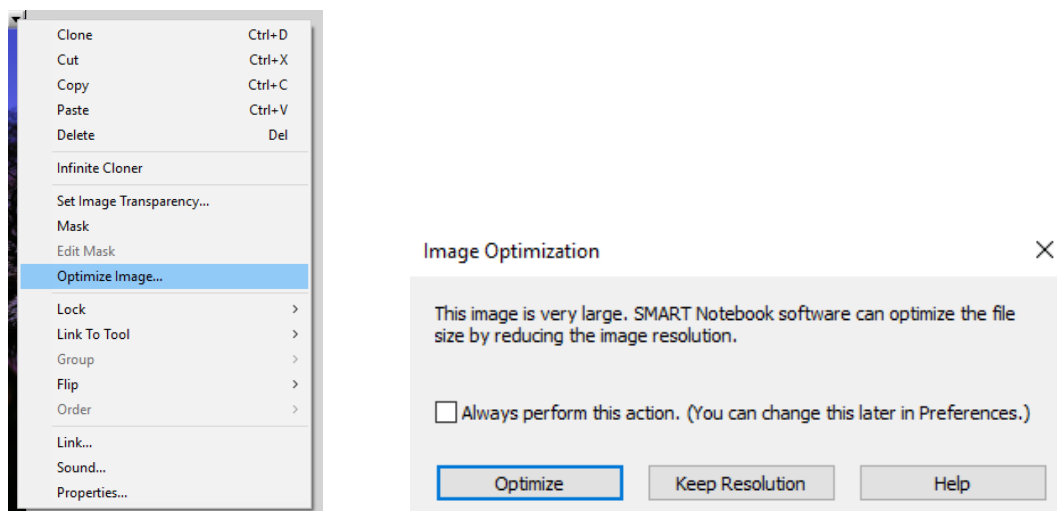 Clone Ctrl+D
Cut Ctrl+X
Copy Ctrl+C
Paste Ctrl+V
Delete Del
Infinite Cloner
Set Image Transparency...
Mask
Edit Mask
Optimize Image...
Lock
Link To Tool
Group
Flip
Order
Link...
Sound...
Properties...
Image Optimization
This image is very large. SMART Notebook software can optimize the file
size by reducing the image resolution.
Always perform this action. (You can change this later in Preferences.)
Optimize Keep Resolution Help